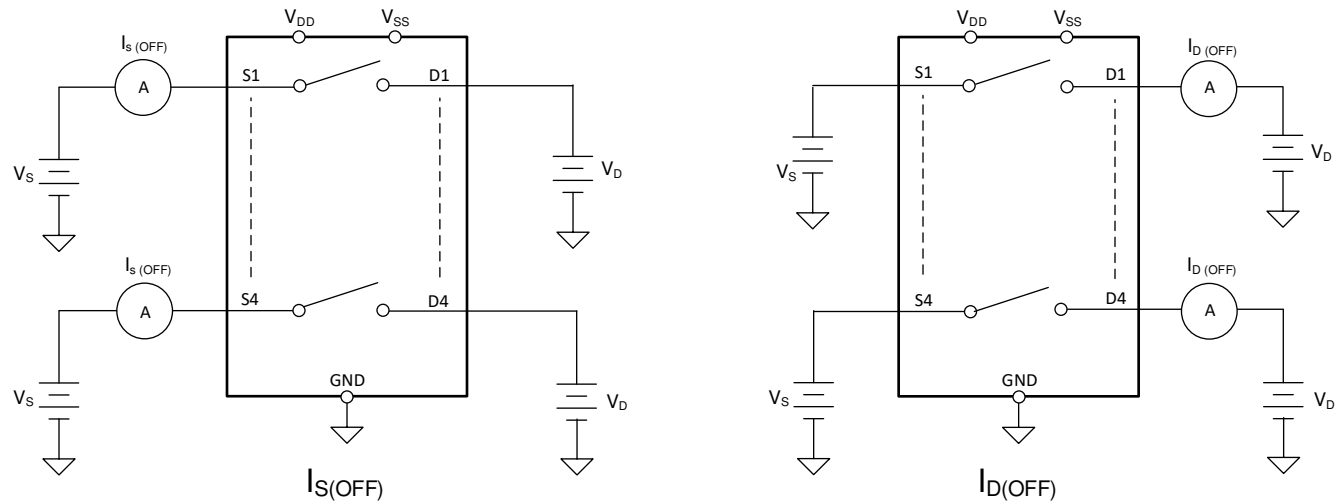 VDD VSS
Is (OFF)
A
S1 D1
VS
VD
Is (OFF)
A
S4 D4
VS
VD
GND
IS(OFF)
VDD VSS
ID (OFF)
S1 D1
A
VS
VD
ID (OFF)
S4 D4
A
VS
VD
GND
ID(OFF)